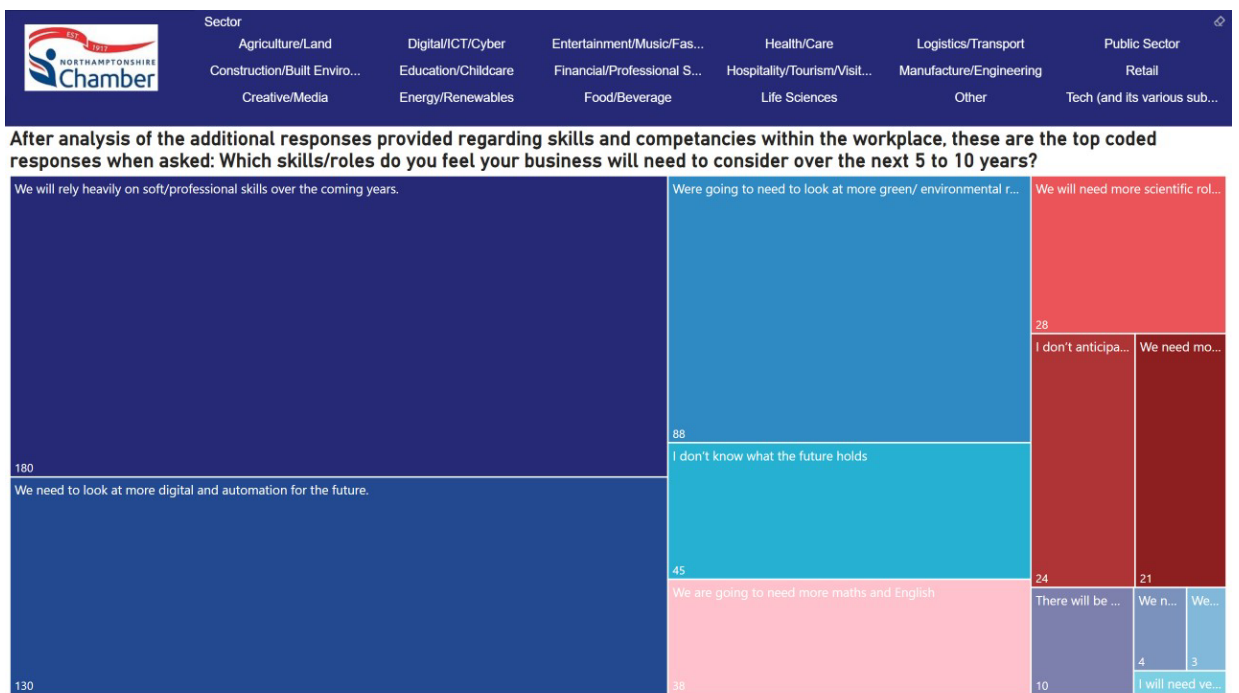 EST. 1917
NORTHAMPTONSHIRE
Chamber
Sector
Agriculture/Land
Digital/ICT/Cyber
Entertainment/Music/Fas...
Health/Care
Logistics/Transport
Public Sector
Construction/Built Enviro...
Education/Childcare
Financial/Professional S...
Hospitality/Tourism/Visit...
Manufacture/Engineering
Retail
Creative/Media
Energy/Renewables
Food/Beverage
Life Sciences
Other
Tech (and its various sub...
After analysis of the additional responses provided regarding skills and competancies within the workplace, these are the top coded
responses when asked: Which skills/roles do you feel your business will need to consider over the next 5 to 10 years?
We will rely heavily on soft/professional skills over the coming years.
180
We need to look at more digital and automation for the future.
130
Were going to need to look at more green/ environmental r...
88
I don't know what the future holds
45
We are going to need more maths and English
38
We will need more scientific rol...
28
I don't anticipa...
24
We need mo...
21
There will be ...
10
We n...
4
We...
3
I will need ve...